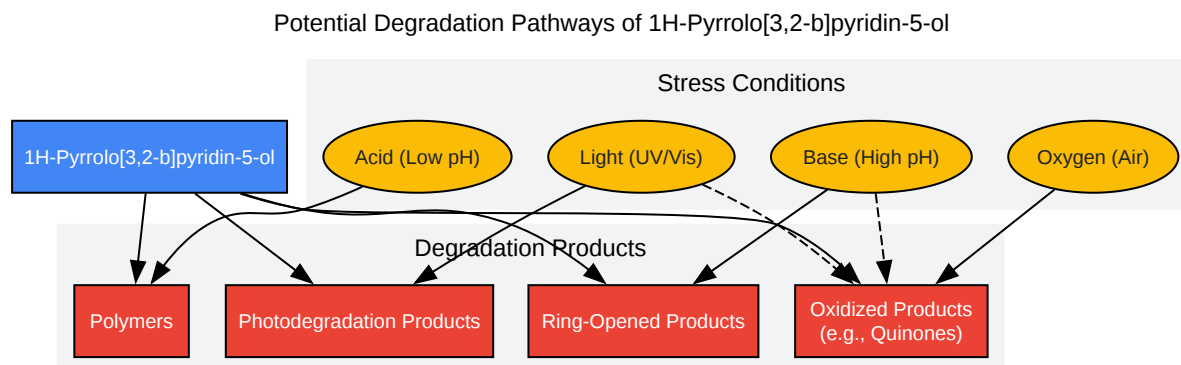 Potential Degradation Pathways of 1H-Pyrrolo[3,2-b]pyridin-5-ol
Stress Conditions
1H-Pyrrolo[3,2-b]pyridin-5-ol
Acid (Low pH)
Light (UV/Vis)
Base (High pH)
Oxygen (Air)
Degradation Products
Polymers
Photodegradation Products
Ring-Opened Products
Oxidized Products
(e.g., Quinones)